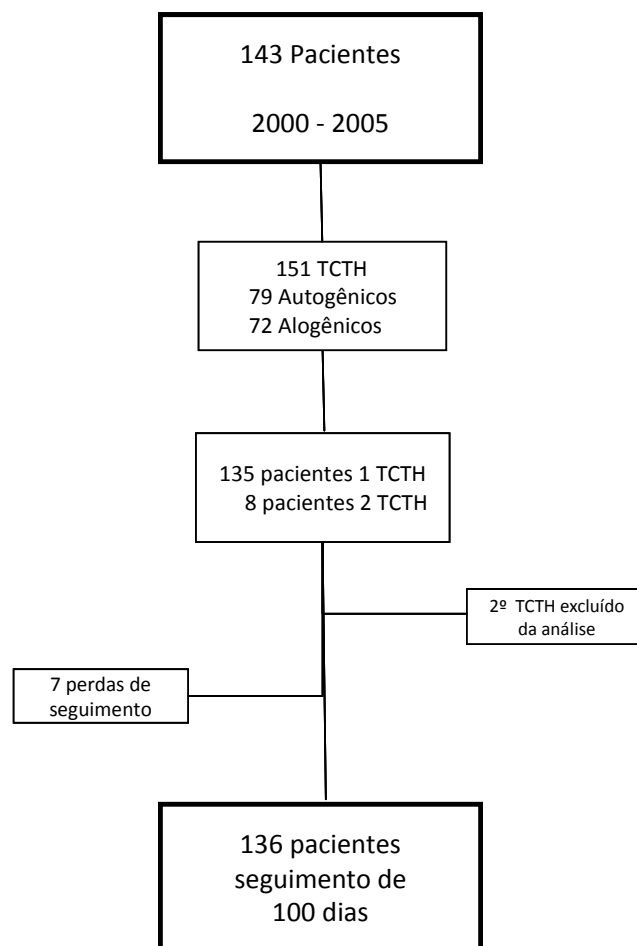 143 Pacientes
2000 - 2005
151 TCTH
79 Autogênicos
72 Alogênicos
135 pacientes 1 TCTH
8 pacientes 2 TCTH
2º TCTH excluído
da análise
7 perdas de
seguimento
136 pacientes
seguimento de
100 dias